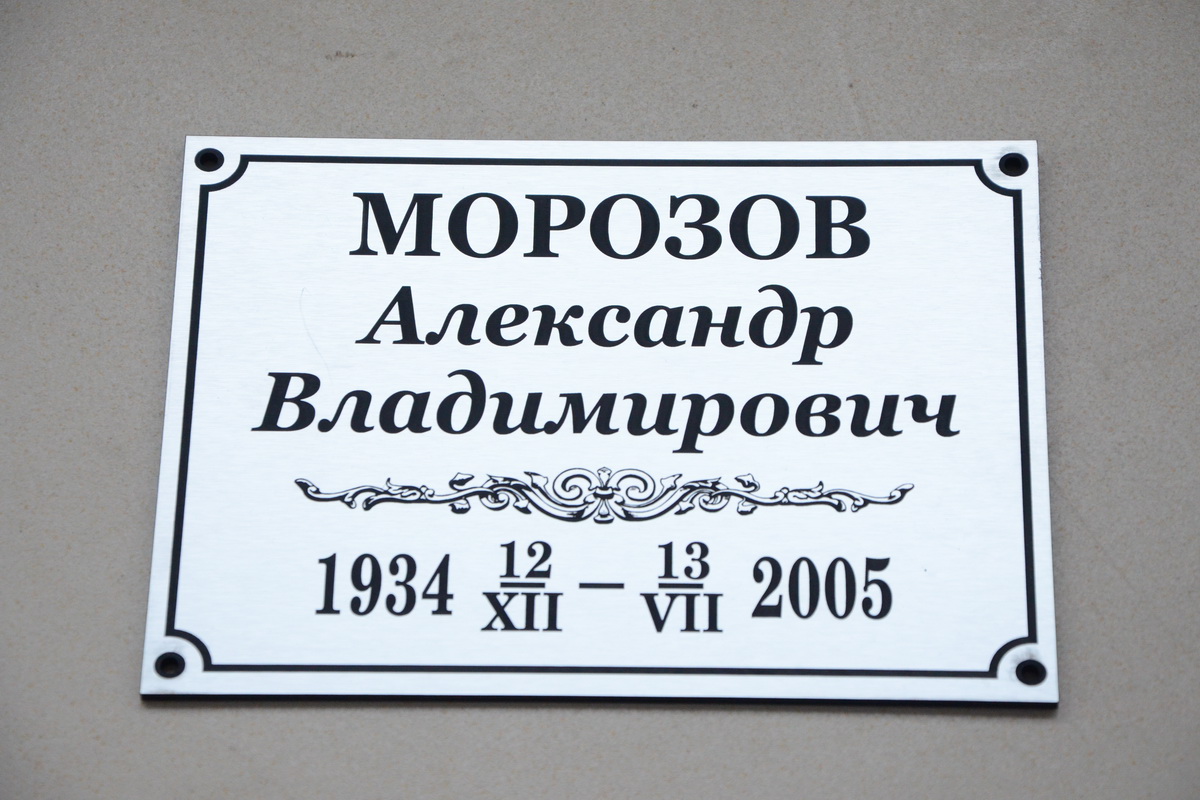 МОРОЗОВ
Александр
Владимирович
1934 12/XII – 13/VII 2005